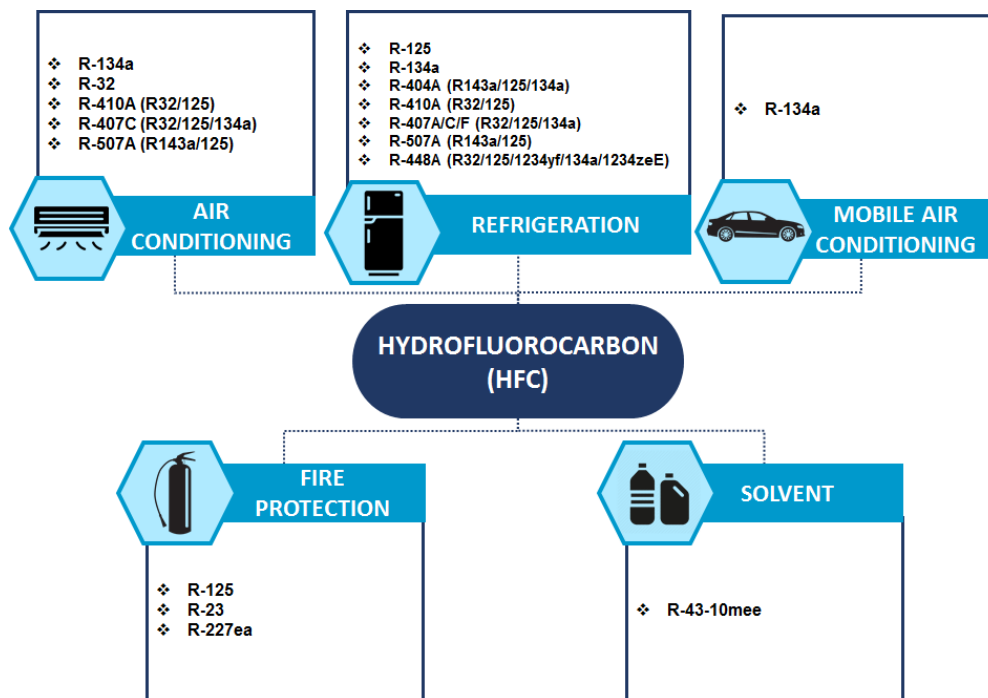 ❖ R-134a
❖ R-32
❖ R-410A (R32/125)
❖ R-407C (R32/125/134a)
❖ R-507A (R143a/125)
AIR
CONDITIONING
❖ R-125
❖ R-134a
❖ R-404A (R143a/125/134a)
❖ R-410A (R32/125)
❖ R-407A/C/F (R32/125/134a)
❖ R-507A (R143a/125)
❖ R-448A (R32/125/1234yf/134a/1234zeE)
REFRIGERATION
❖ R-134a
MOBILE AIR
CONDITIONING
HYDROFLUOROCARBON
(HFC)
FIRE
PROTECTION
❖ R-125
❖ R-23
❖ R-227ea
SOLVENT
❖ R-43-10mee